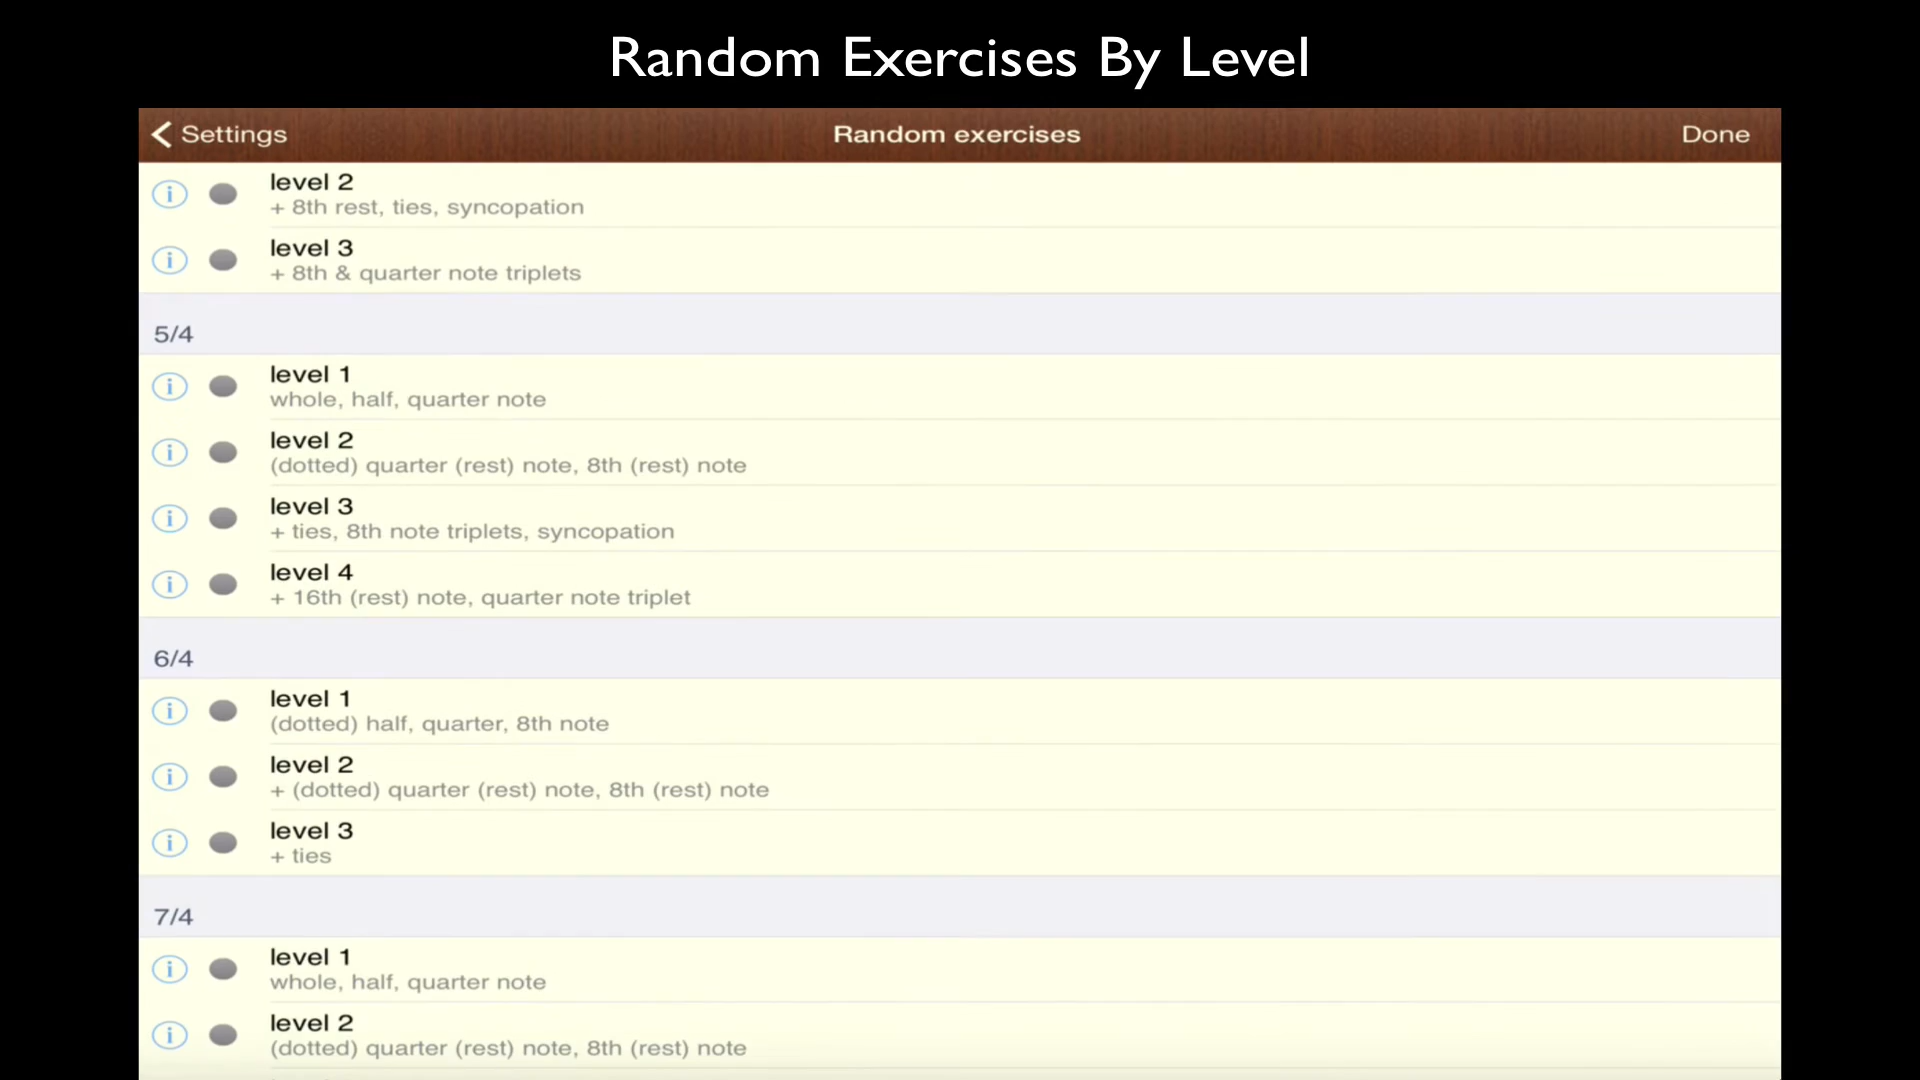 Random Exercises By Level
Settings
Random exercises
Done
level 2
+ 8th rest, ties, syncopation
level 3
+ 8th & quarter note triplets
5/4
level 1
whole, half, quarter note
level 2
(dotted) quarter (rest) note, 8th (rest) note
level 3
+ ties, 8th note triplets, syncopation
level 4
+ 16th (rest) note, quarter note triplet
6/4
level 1
(dotted) half, quarter, 8th note
level 2
+ (dotted) quarter (rest) note, 8th (rest) note
level 3
+ ties
7/4
level 1
whole, half, quarter note
level 2
(dotted) quarter (rest) note, 8th (rest) note